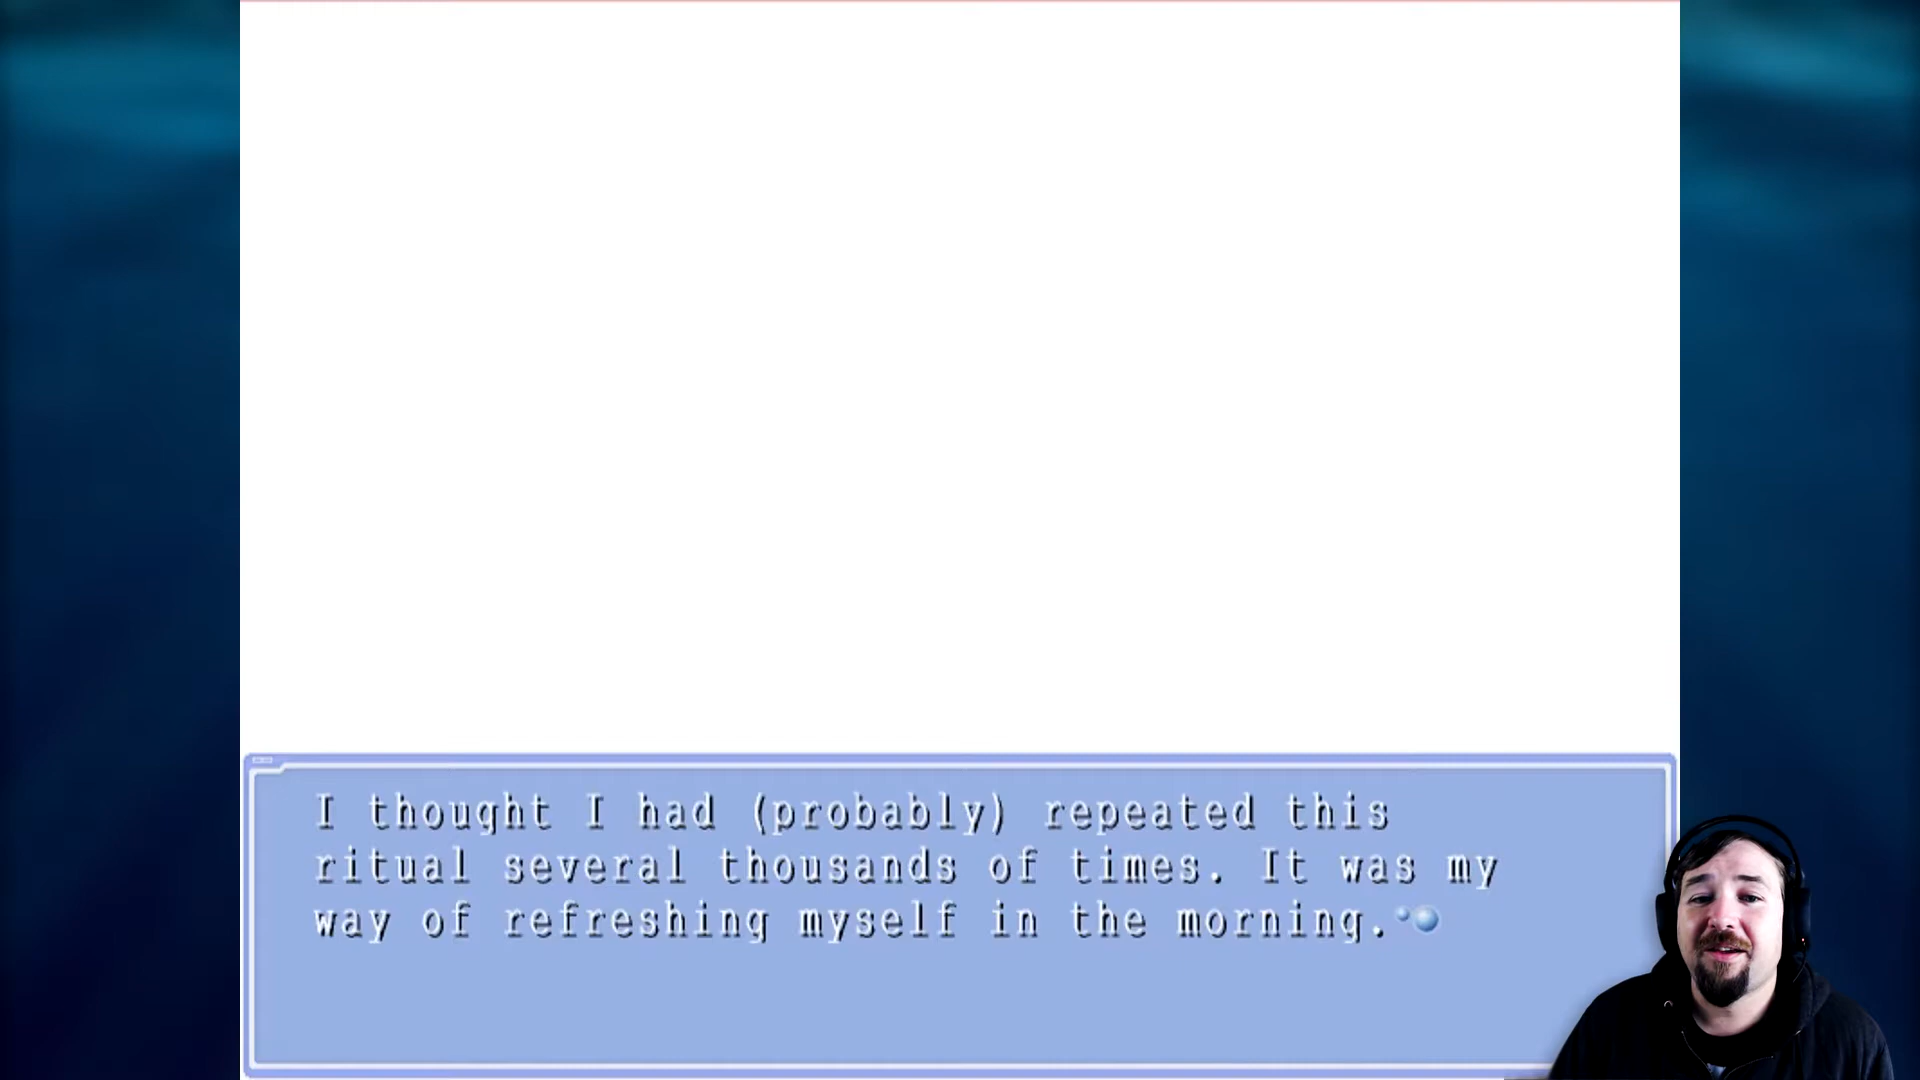 I thought I had (probably) repeated this
ritual several thousands of times. It was my
way of refreshing myself in the morning.